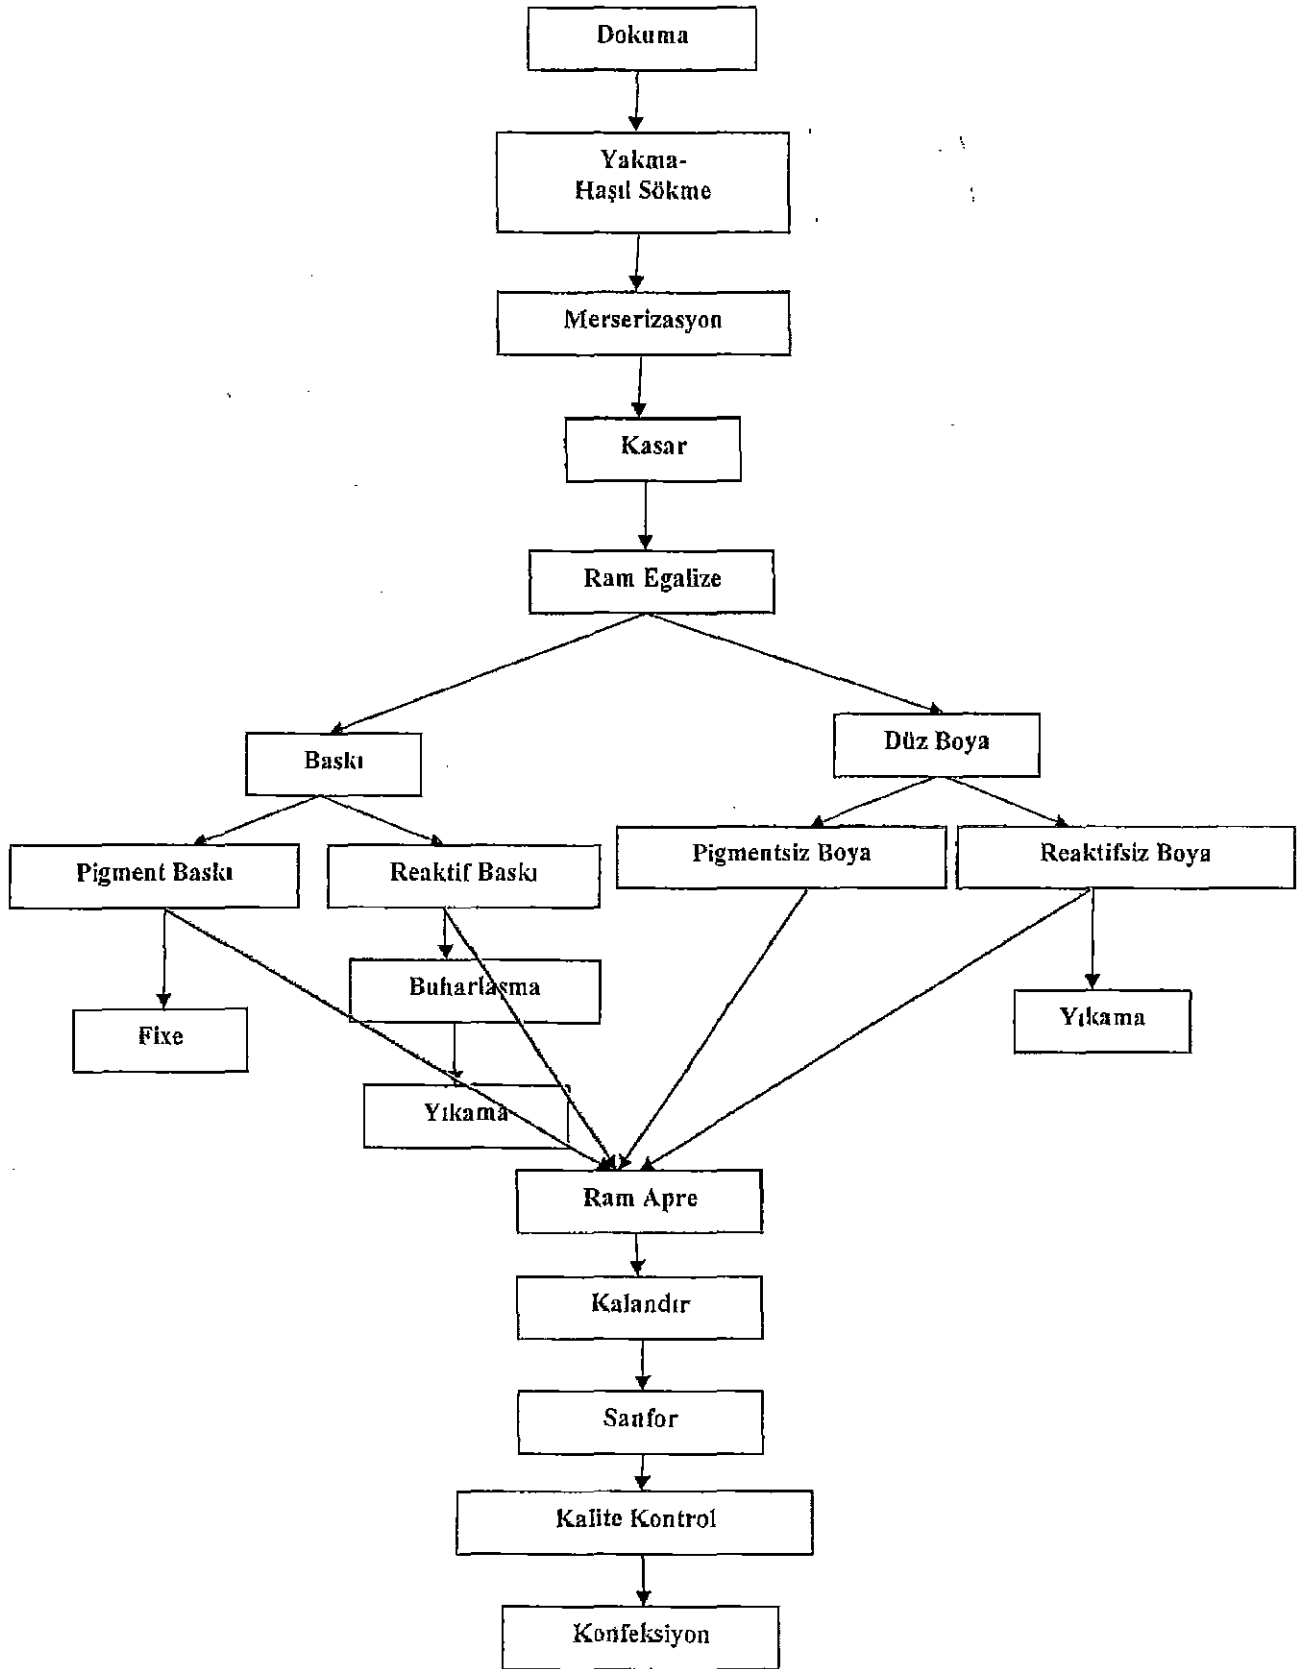 Dokuma
Yakma-
Haşıl Sökme
Merserizasyon
Kasar
Ram Egalize
Baskı
Düz Boya
Pigment Baskı
Reaktif Baskı
Pigmentsiz Boya
Reaktifsiz Boya
Buharlaşma
Fixe
Yıkama
Yıkama
Ram Apre
Kalandır
Sanfor
Kalite Kontrol
Konfeksiyon